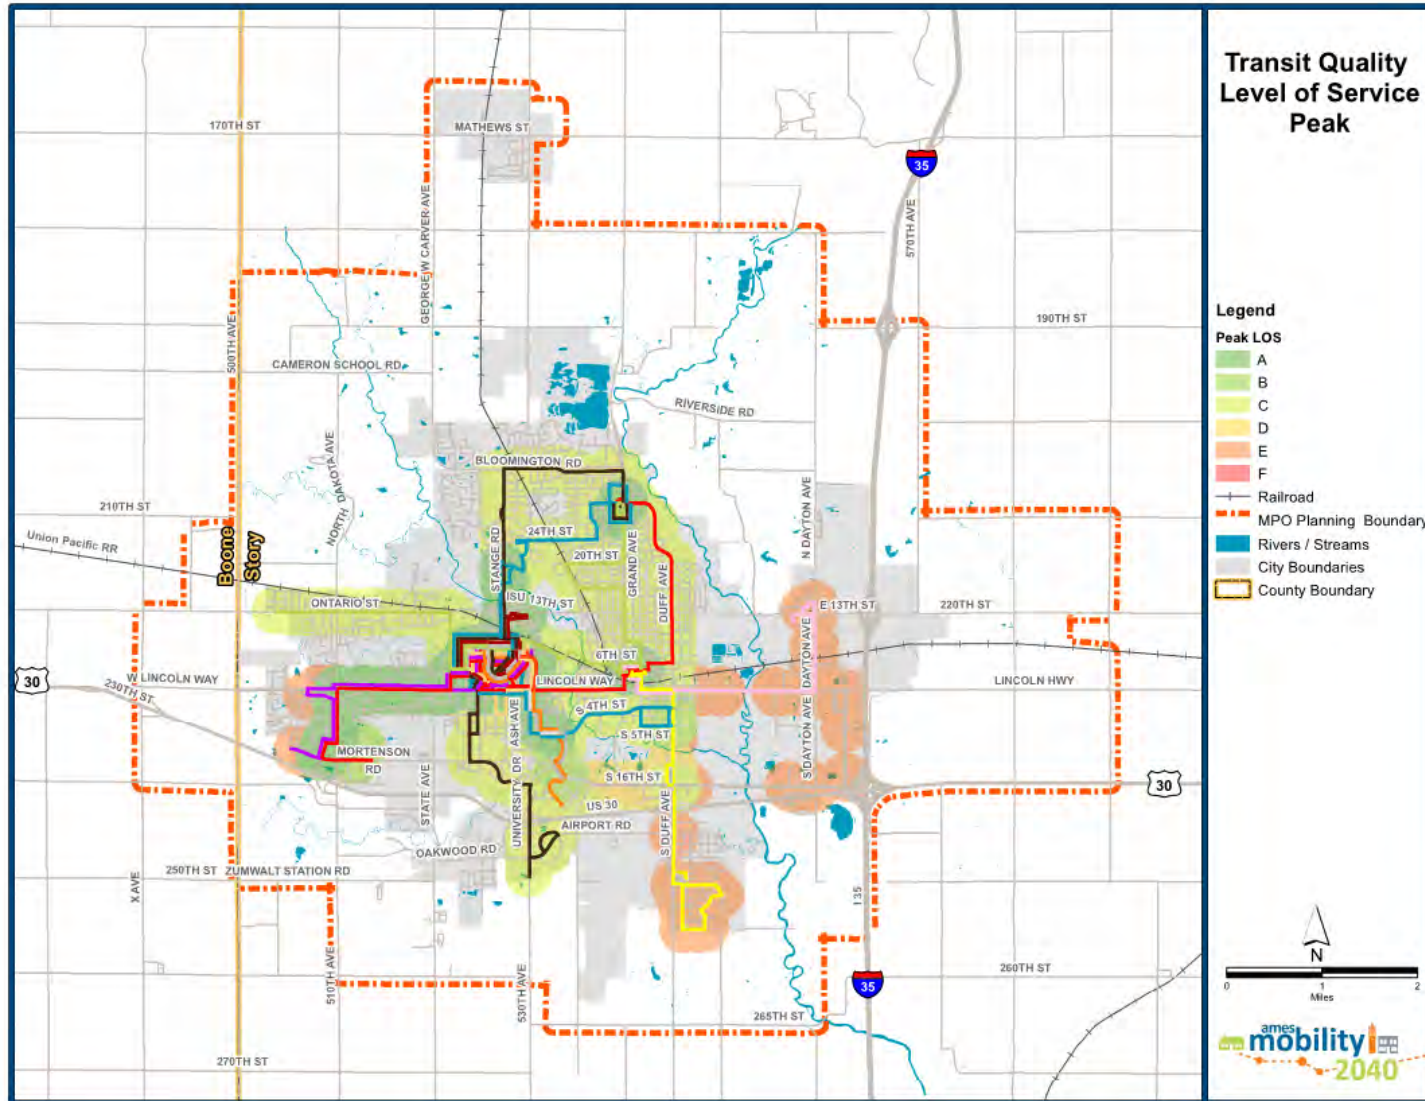 Transit Quality
Level of Service
Peak
170TH ST
MATHEWS ST
35
570TH AVE
GEORGE W CARVER AVE
500TH AVE
190TH ST
CAMERON SCHOOL RD
RIVERSIDE RD
NORTH DAKOTA AVE
BLOOMINGTON RD
210TH ST
Union Pacific RR
Boone
Story
STANGE RD
24TH ST
20TH ST
GRAND AVE
DUFF AVE
N DAYTON AVE
ISU 13TH ST
ONTARIO ST
E 13TH ST
220TH ST
6TH ST
DAYTON AVE
30
W LINCOLN WAY
230TH ST
LINCOLN WAY
LINCOLN HWY
S 4TH ST
S 5TH ST
ASH AVE
S DAYTON AVE
MORTENSON
RD
STATE AVE
UNIVERSITY DR
S 16TH ST
US 30
30
AIRPORT RD
S DUFF AVE
OAKWOOD RD
250TH ST
ZUMWALT STATION RD
X AVE
I 35
510TH AVE
530TH AVE
260TH ST
35
265TH ST
270TH ST
Legend
Peak LOS
A
B
C
D
E
F
Railroad
MPO Planning Boundary
Rivers / Streams
City Boundaries
County Boundary
N
0 1 2
Miles
ames
mobility
2040